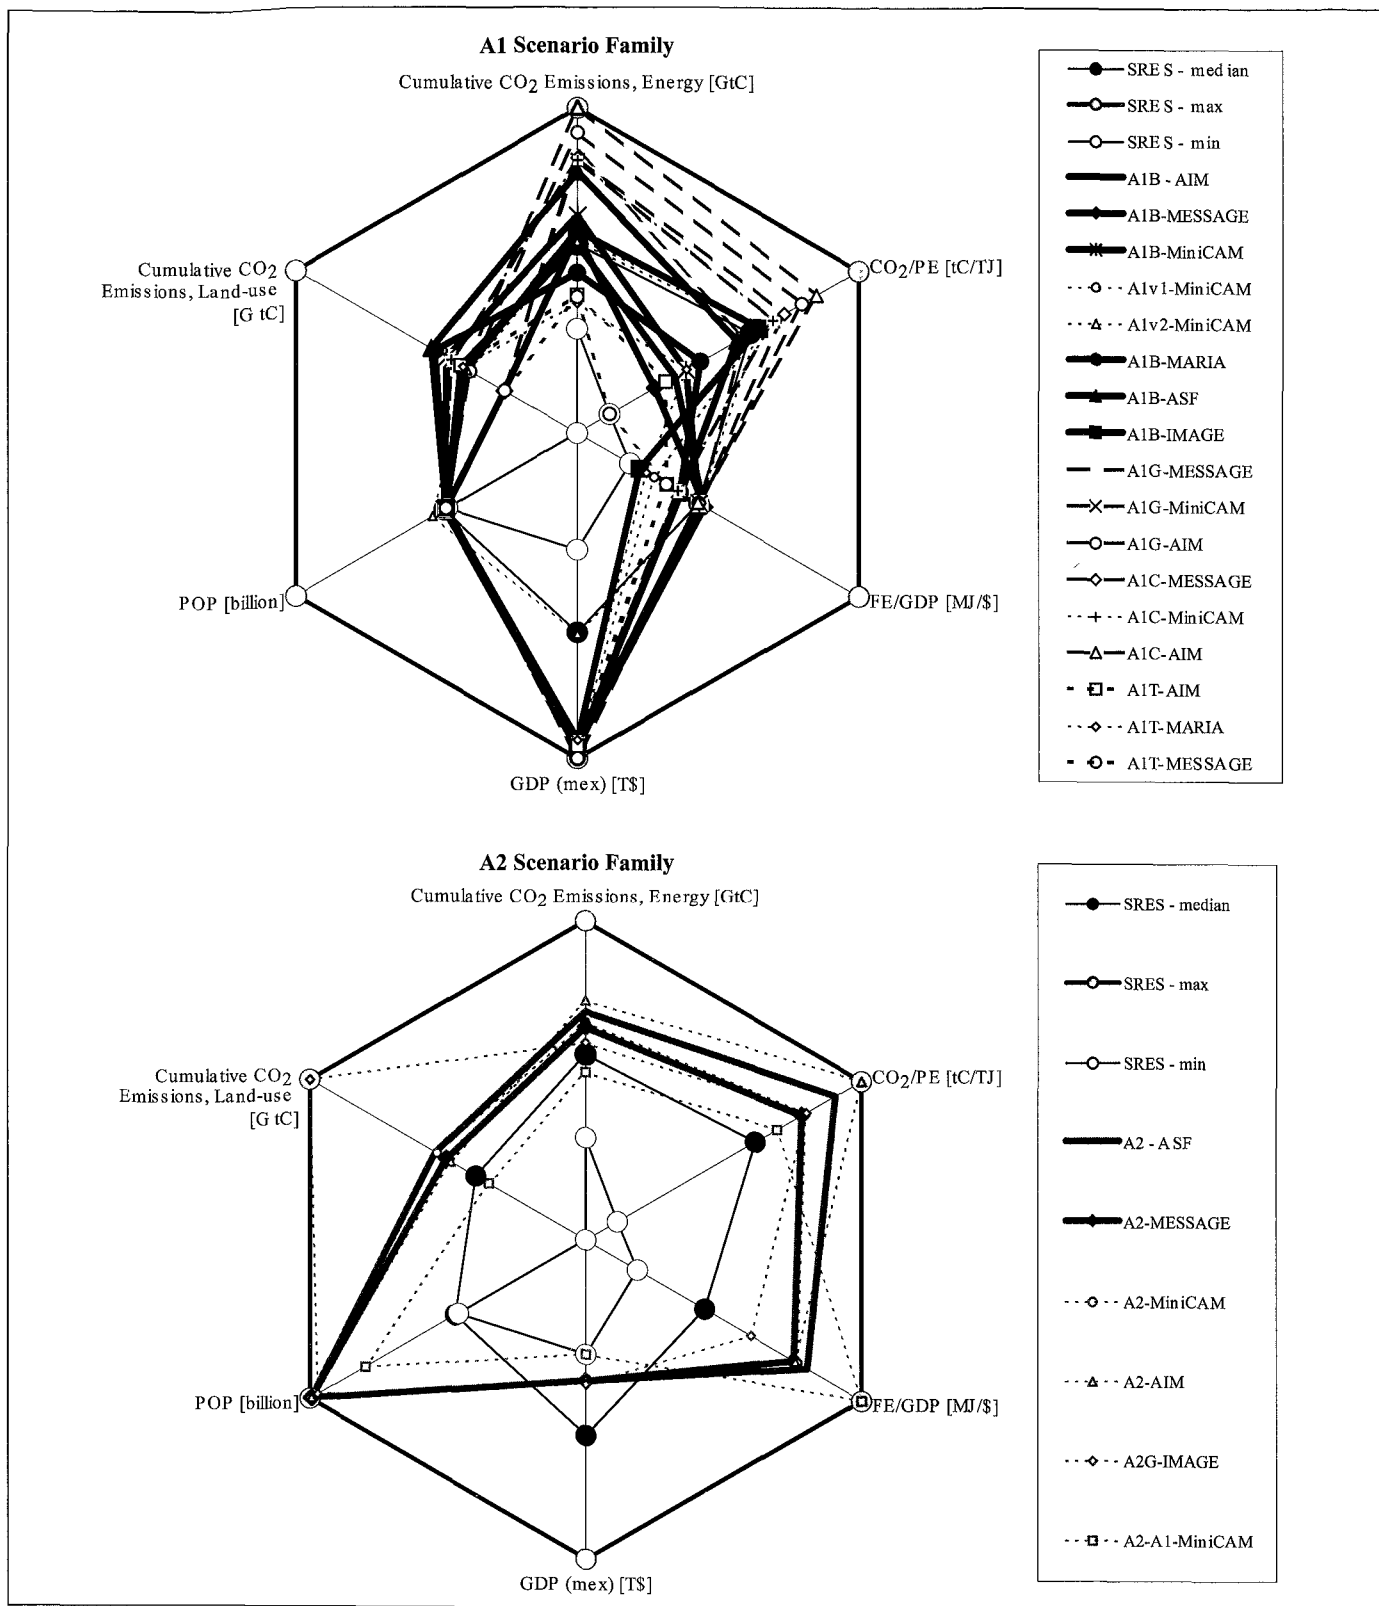 A1 Scenario Family
Cumulative CO2 Emissions, Energy [GtC]
CO2/PE [tC/TJ]
FE/GDP [MJ/$]
GDP (mex) [T$]
POP [billion]
Cumulative CO2
Emissions, Land-use
[G tC]
SRES - median
SRES - max
SRES - min
A1B - AIM
A1B-MESSAGE
A1B-MiniCAM
A1v1-MiniCAM
A1v2-MiniCAM
A1B-MARIA
A1B-ASF
A1B-IMAGE
A1G-MESSAGE
A1G-MiniCAM
A1G-AIM
A1C-MESSAGE
A1C-MiniCAM
A1C-AIM
A1T-AIM
A1T-MARIA
A1T-MESSAGE
A2 Scenario Family
Cumulative CO2 Emissions, Energy [GtC]
CO2/PE [tC/TJ]
FE/GDP [MJ/$]
GDP (mex) [T$]
POP [billion]
Cumulative CO2
Emissions, Land-use
[G tC]
SRES - median
SRES - max
SRES - min
A2 - ASF
A2-MESSAGE
A2-MiniCAM
A2-AIM
A2G-IMAGE
A2-A1-MiniCAM